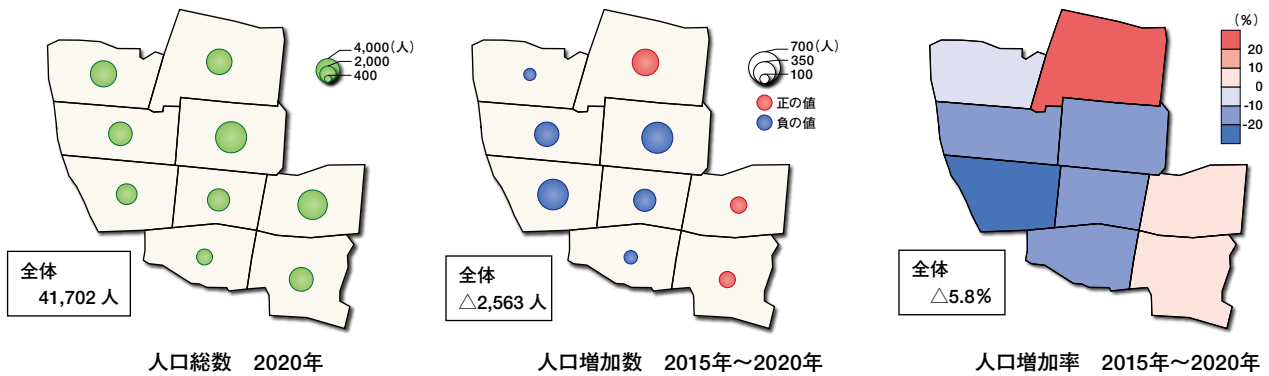 4,000(人)
2,000
400
全体
41,702 人
人口総数 2020年
700(人)
350
100
正の値
負の値
全体
△2,563 人
人口増加数 2015年～2020年
(%)
20
10
0
-10
-20
全体
△5.8%
人口増加率 2015年～2020年